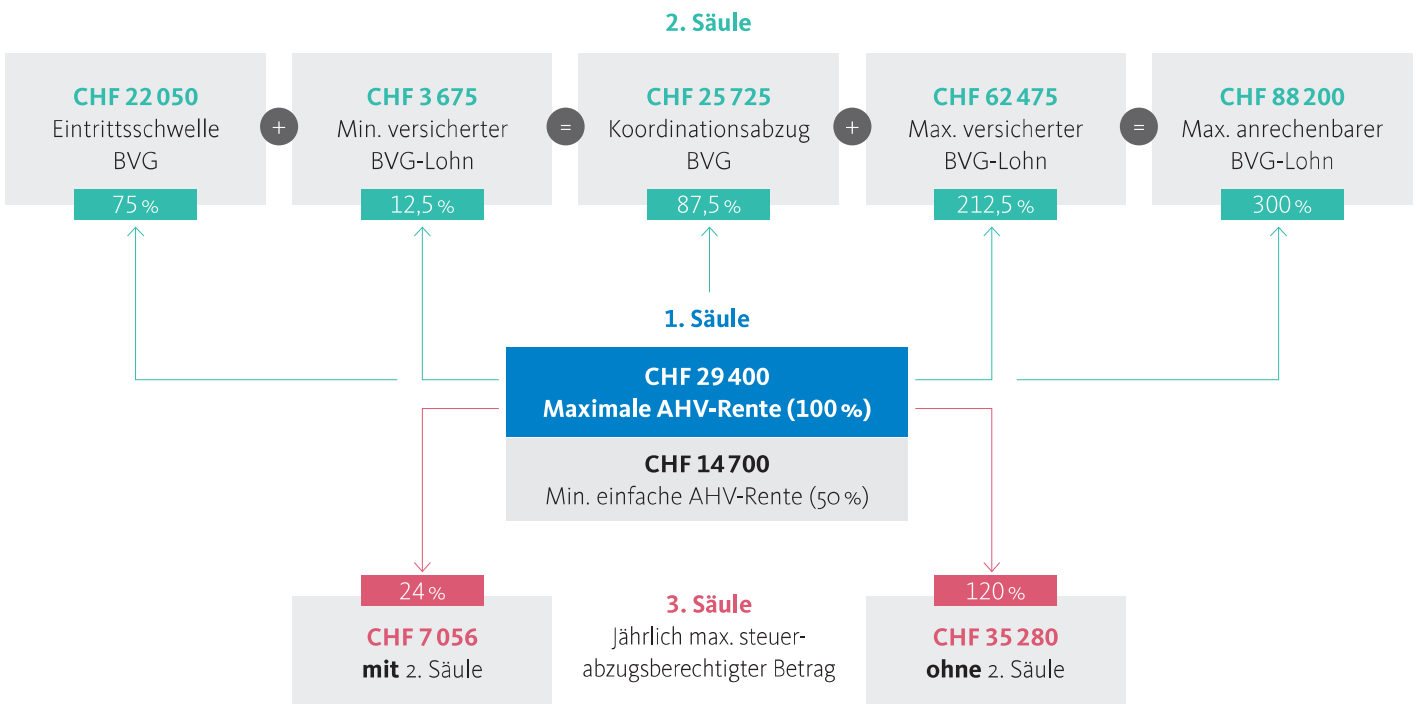 2. Säule
CHF 22 050
Eintrittsschwelle
BVG
75 %
+
CHF 3 675
Min. versicherter
BVG-Lohn
12,5 %
=
CHF 25 725
Koordinationsabzug
BVG
87,5 %
+
CHF 62 475
Max. versicherter
BVG-Lohn
212,5 %
=
CHF 88 200
Max. anrechenbarer
BVG-Lohn
300 %
1. Säule
CHF 29 400
Maximale AHV-Rente (100 %)
CHF 14 700
Min. einfache AHV-Rente (50 %)
24 %
CHF 7 056
mit 2. Säule
3. Säule
Jährlich max. steuer-
abzugsberechtigter Betrag
120 %
CHF 35 280
ohne 2. Säule